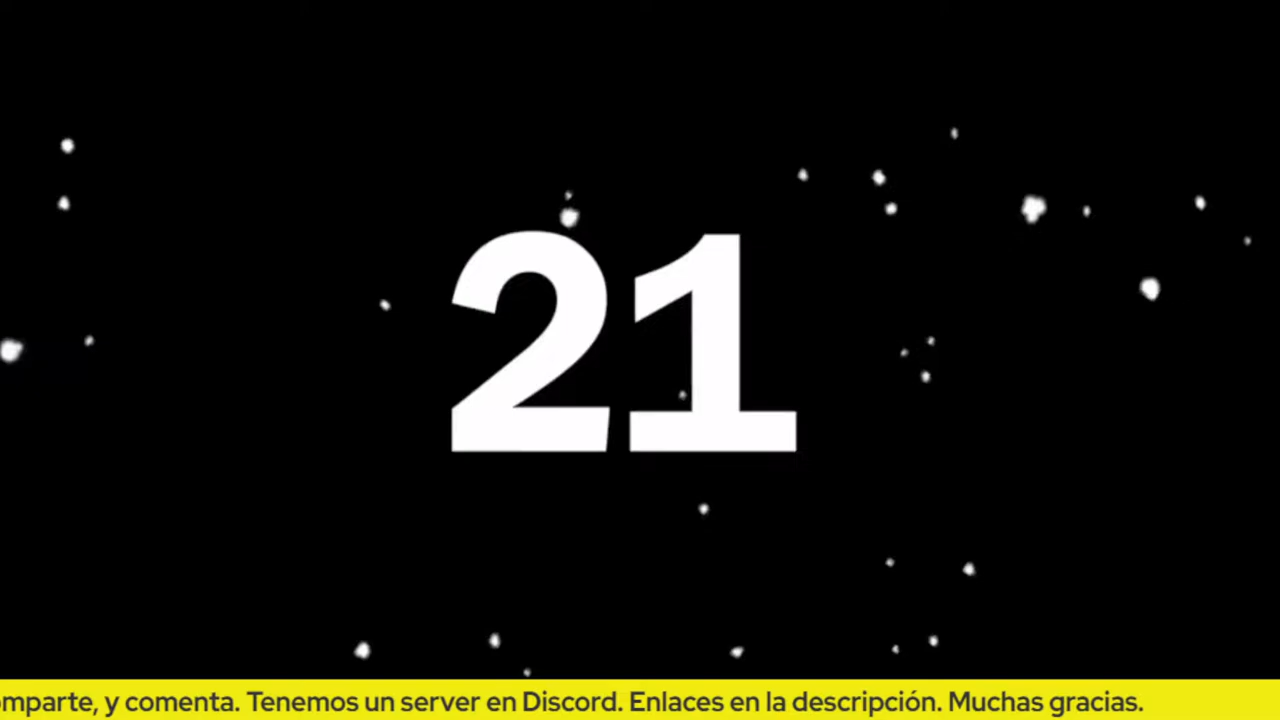 21
omparte, y comenta. Tenemos un server en Discord. Enlaces en la descripción. Muchas gracias.